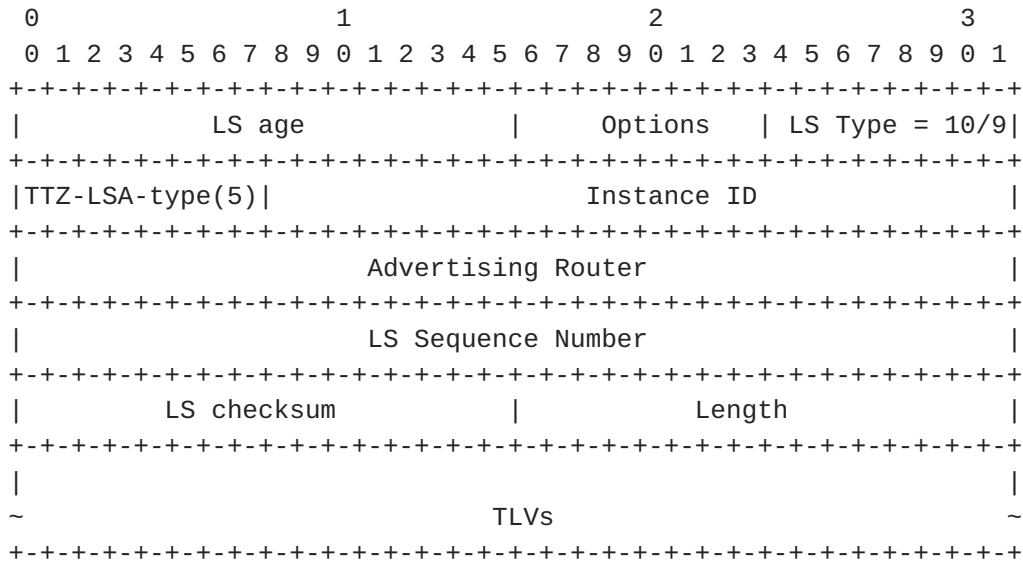 0                   1                   2                   3
 0 1 2 3 4 5 6 7 8 9 0 1 2 3 4 5 6 7 8 9 0 1 2 3 4 5 6 7 8 9 0 1
+-+-+-+-+-+-+-+-+-+-+-+-+-+-+-+-+-+-+-+-+-+-+-+-+-+-+-+-+-+-+-+-+
|            LS age             |     Options   | LS Type = 10/9|
+-+-+-+-+-+-+-+-+-+-+-+-+-+-+-+-+-+-+-+-+-+-+-+-+-+-+-+-+-+-+-+-+
|TTZ-LSA-type(5)|                    Instance ID                |
+-+-+-+-+-+-+-+-+-+-+-+-+-+-+-+-+-+-+-+-+-+-+-+-+-+-+-+-+-+-+-+-+
|                      Advertising Router                       |
+-+-+-+-+-+-+-+-+-+-+-+-+-+-+-+-+-+-+-+-+-+-+-+-+-+-+-+-+-+-+-+-+
|                      LS Sequence Number                       |
+-+-+-+-+-+-+-+-+-+-+-+-+-+-+-+-+-+-+-+-+-+-+-+-+-+-+-+-+-+-+-+-+
|         LS checksum           |           Length              |
+-+-+-+-+-+-+-+-+-+-+-+-+-+-+-+-+-+-+-+-+-+-+-+-+-+-+-+-+-+-+-+-+
|                                                               |
~                              TLVs                             ~
+-+-+-+-+-+-+-+-+-+-+-+-+-+-+-+-+-+-+-+-+-+-+-+-+-+-+-+-+-+-+-+-+